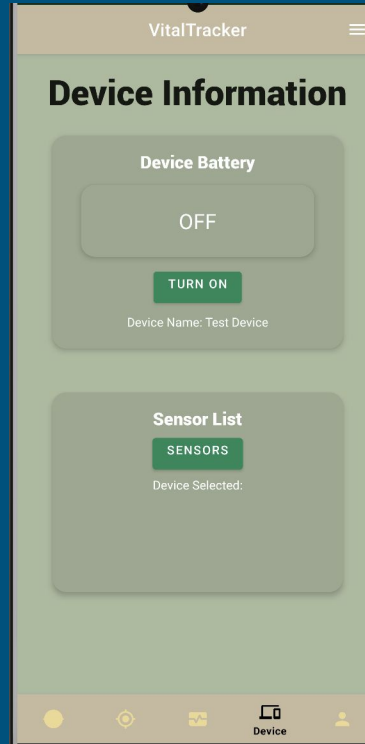 VitalTracker
Device Information
Device Battery
OFF
TURN ON
Device Name: Test Device
Sensor List
SENSORS
Device Selected:
Device